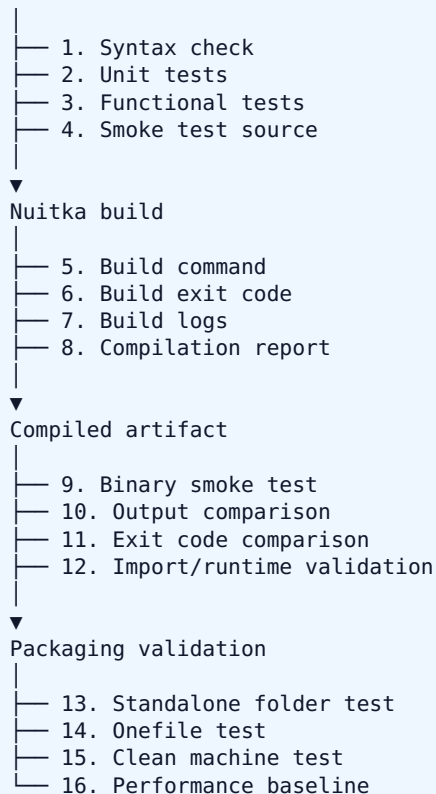 │
├── 1. Syntax check
├── 2. Unit tests
├── 3. Functional tests
├── 4. Smoke test source
│
▼
Nuitka build
│
├── 5. Build command
├── 6. Build exit code
├── 7. Build logs
├── 8. Compilation report
│
▼
Compiled artifact
│
├── 9. Binary smoke test
├── 10. Output comparison
├── 11. Exit code comparison
├── 12. Import/runtime validation
│
▼
Packaging validation
│
├── 13. Standalone folder test
├── 14. Onefile test
├── 15. Clean machine test
└── 16. Performance baseline